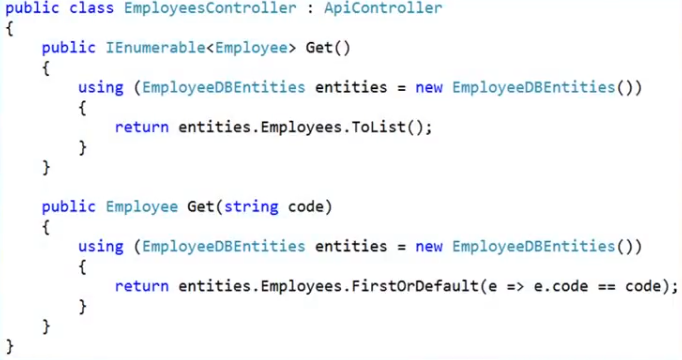 public class EmployeesController : ApiController
{
    public IEnumerable<Employee> Get()
    {
        using (EmployeeDBEntities entities = new EmployeeDBEntities())
        {
            return entities.Employees.ToList();
        }
    }

    public Employee Get(string code)
    {
        using (EmployeeDBEntities entities = new EmployeeDBEntities())
        {
            return entities.Employees.FirstOrDefault(e => e.code == code);
        }
    }
}